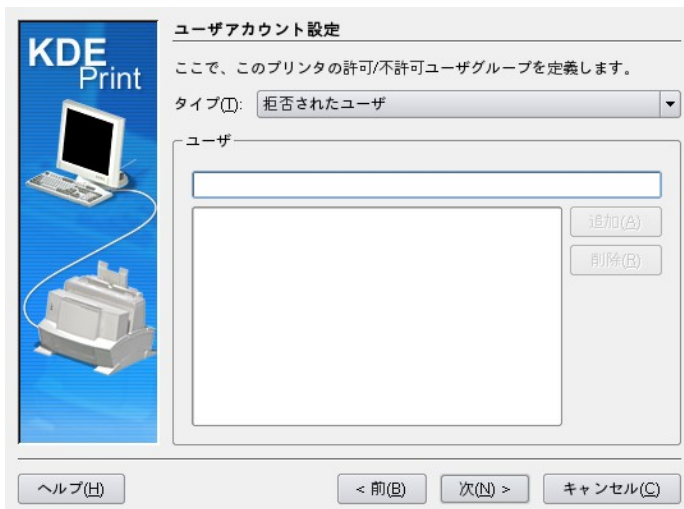 KDE
Print
ユーザアカウント設定
ここで、このプリンタの許可/不許可ユーザグループを定義します。
タイプ(T): 拒否されたユーザ
ユーザ
追加(A)
削除(R)
ヘルプ(H) < 前(B) 次(N) > キャンセル(C)